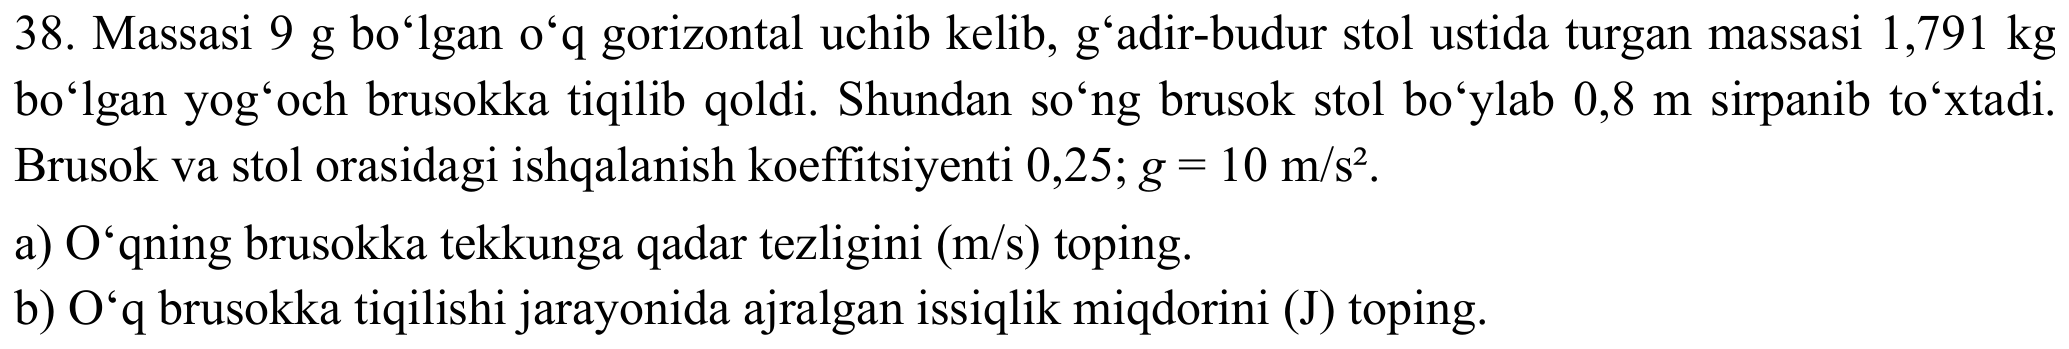 38. Massasi 9 g bo‘lgan o‘q gorizontal uchib kelib, g‘adir-budur stol ustida turgan massasi 1,791 kg
bo‘lgan yog‘och brusokka tiqilib qoldi. Shundan so‘ng brusok stol bo‘ylab 0,8 m sirpanib to‘xtadi.
Brusok va stol orasidagi ishqalanish koeffitsiyenti 0,25; g = 10 m/s².
a) O‘qning brusokka tekkunga qadar tezligini (m/s) toping.
b) O‘q brusokka tiqilishi jarayonida ajralgan issiqlik miqdorini (J) toping.